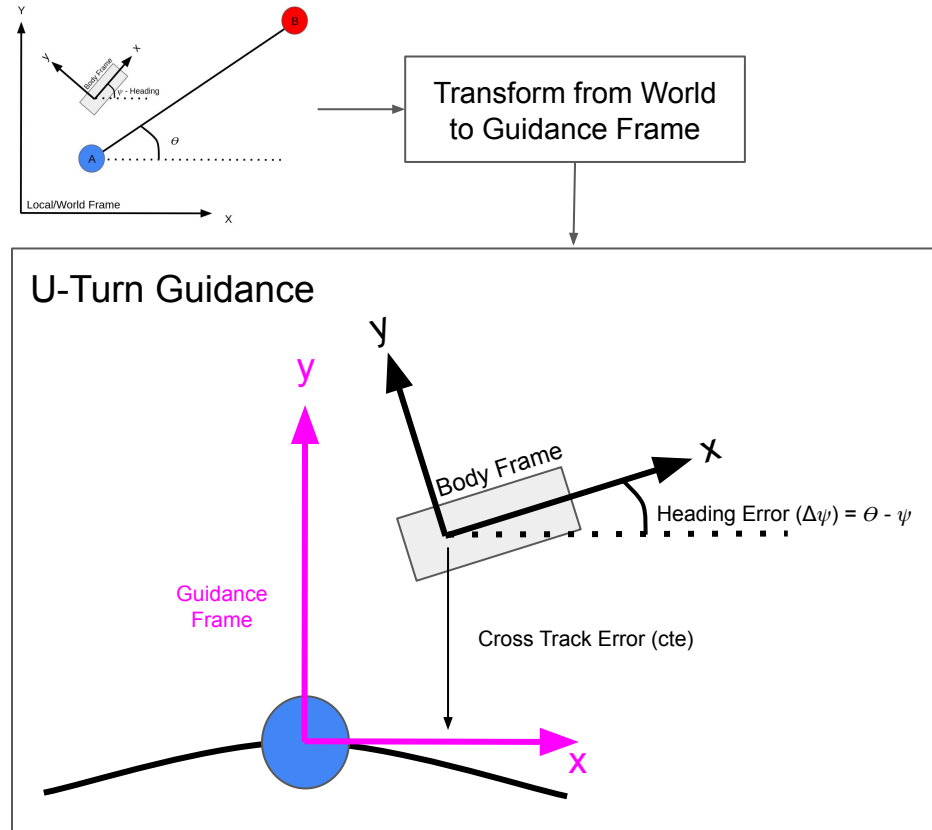 Y
B
y
x
Body Frame
ψ - Heading
θ
A
Local/World Frame
X
Transform from World
to Guidance Frame
U-Turn Guidance
y
y
x
Body Frame
Heading Error (Δψ) = θ - ψ
Guidance
Frame
Cross Track Error (cte)
x